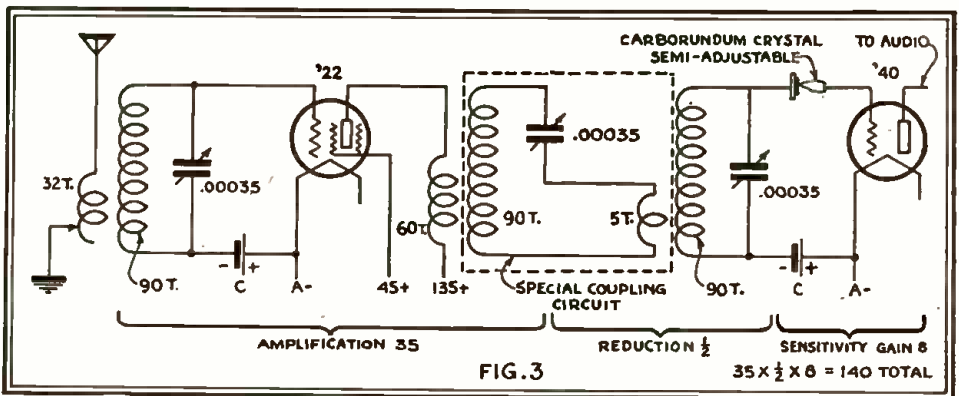 CARBORUNDUM CRYSTAL
SEMI-ADJUSTABLE
TO AUDIO
'22
'40
.00035
32T.
.00035
60T.
90T.
5T.
.00035
90T.
- C +
A-
45+
135+
SPECIAL COUPLING
CIRCUIT
90T.
- C +
A-
AMPLIFICATION 35
REDUCTION ½
SENSITIVITY GAIN 8
FIG.3
35 X ½ X 8 = 140 TOTAL